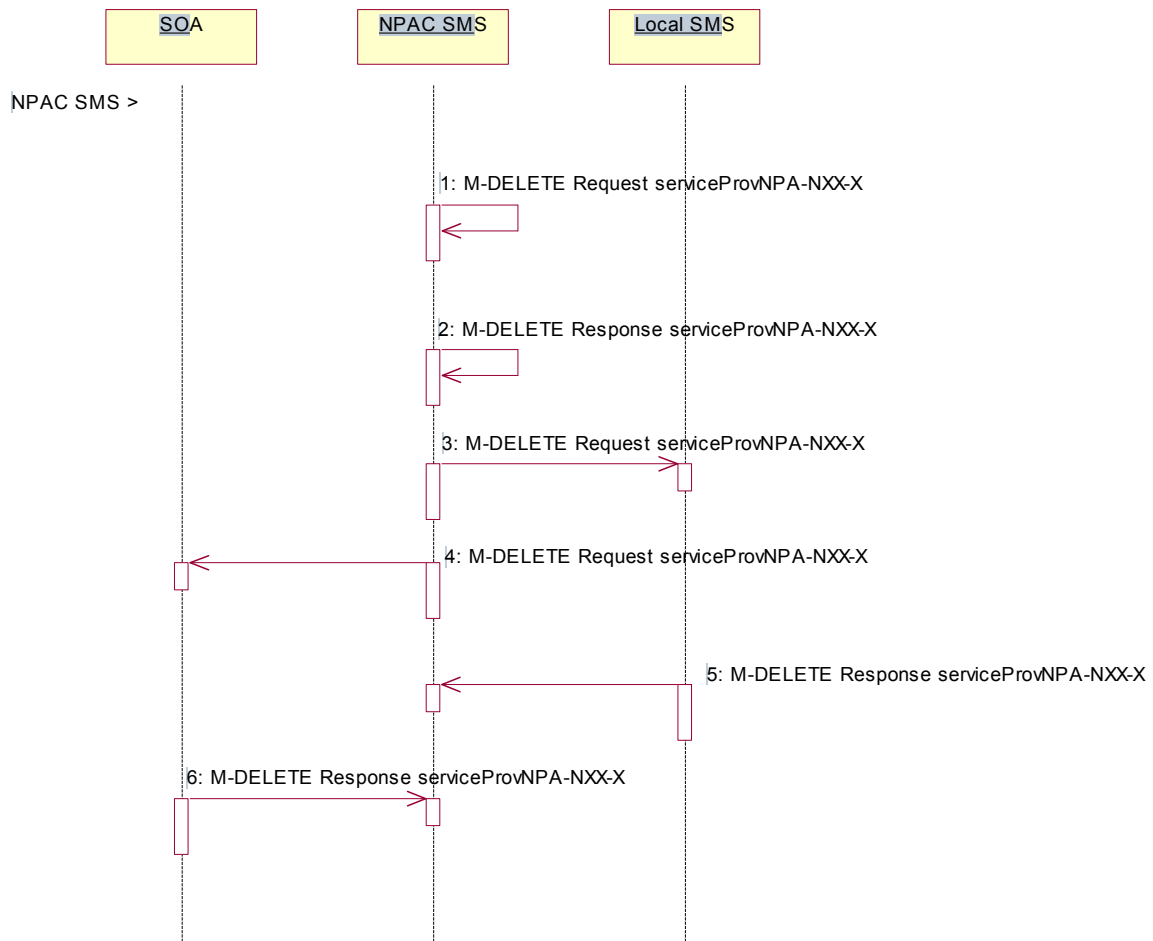 SOA
NPAC SMS
Local SMS
NPAC SMS >
1: M-DELETE Request serviceProvNPA-NXX-X
2: M-DELETE Response serviceProvNPA-NXX-X
3: M-DELETE Request serviceProvNPA-NXX-X
4: M-DELETE Request serviceProvNPA-NXX-X
5: M-DELETE Response serviceProvNPA-NXX-X
6: M-DELETE Response serviceProvNPA-NXX-X